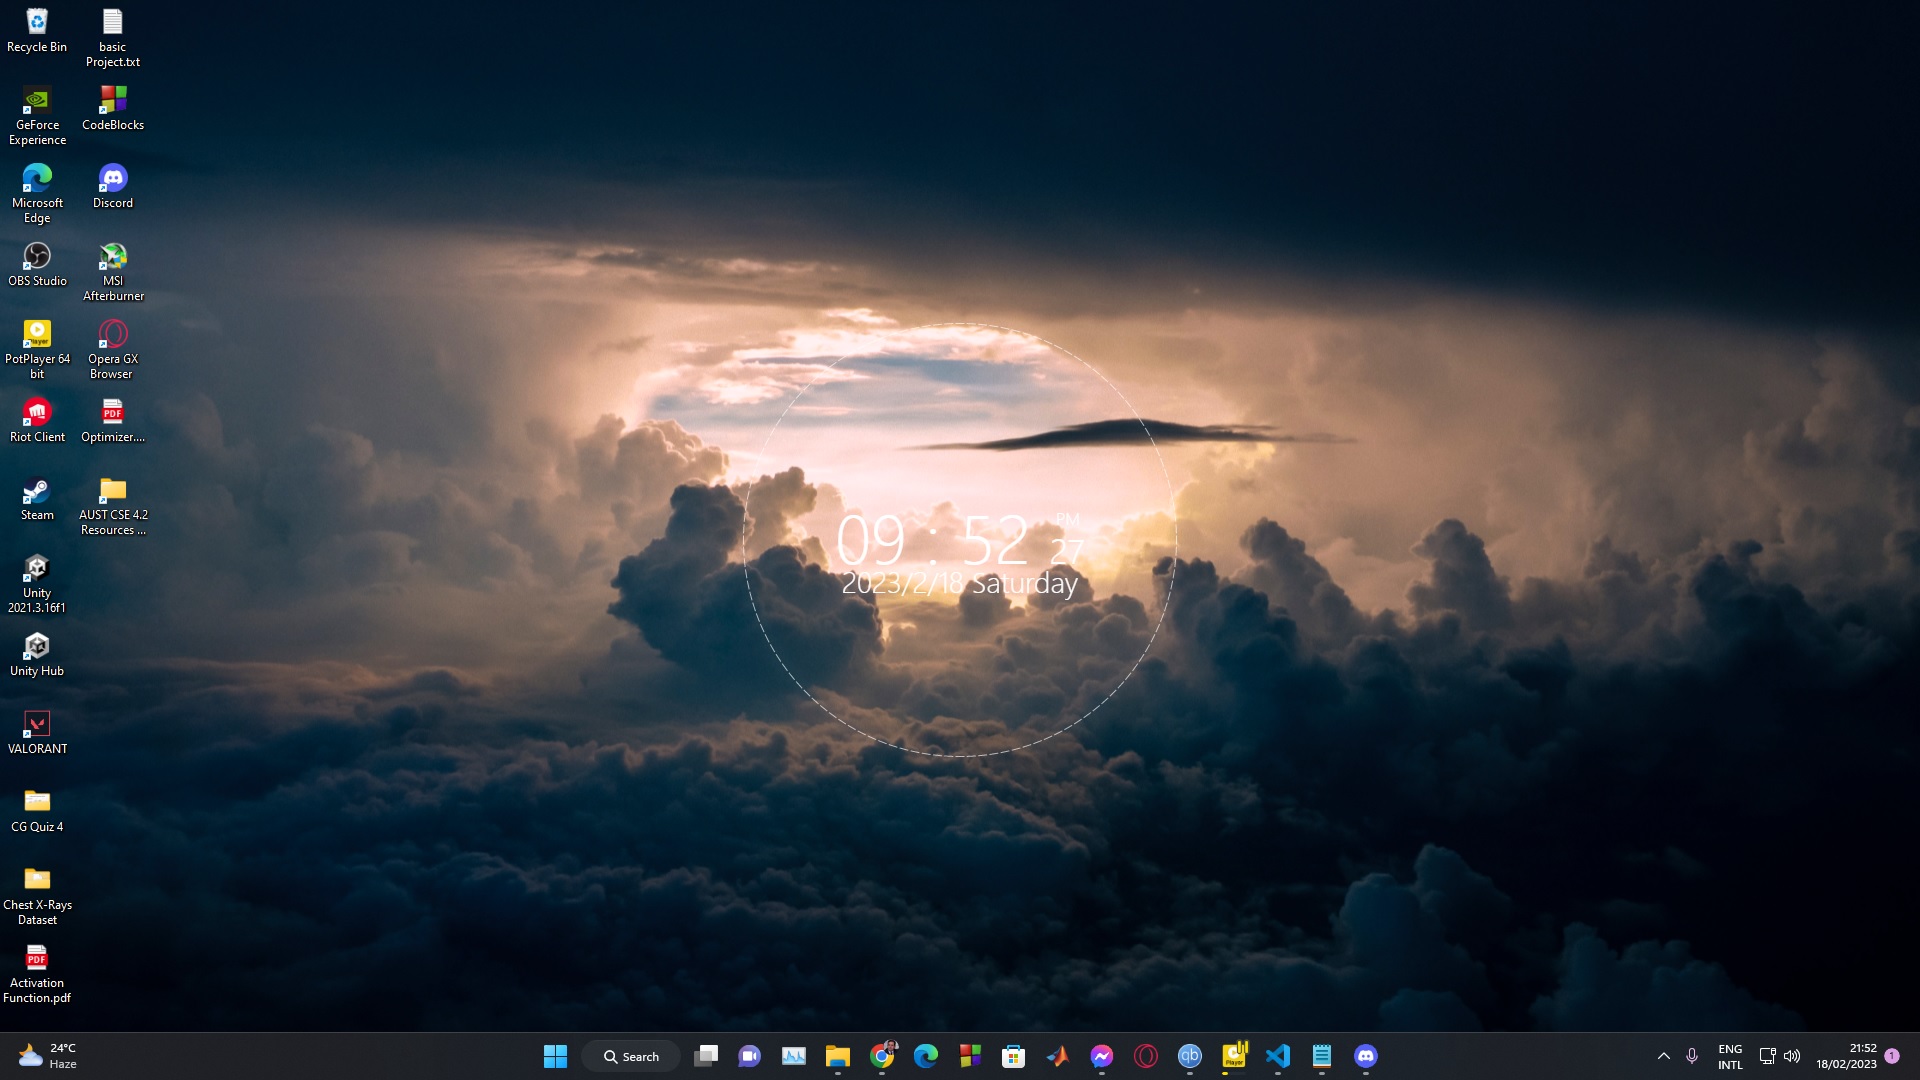 Recycle Bin
basic
Project.txt
GeForce
Experience
CodeBlocks
Microsoft
Edge
Discord
OBS Studio
MSI
Afterburner
PotPlayer 64
bit
Opera GX
Browser
Riot Client
Optimizer....
Steam
AUST CSE 4.2
Resources ...
Unity
2021.3.16f1
Unity Hub
VALORANT
CG Quiz 4
Chest X-Rays
Dataset
Activation
Function.pdf
09 : 52 PM 27
2023/2/18 Saturday
24°C
Haze
Search
ENG
INTL
21:52
18/02/2023
1